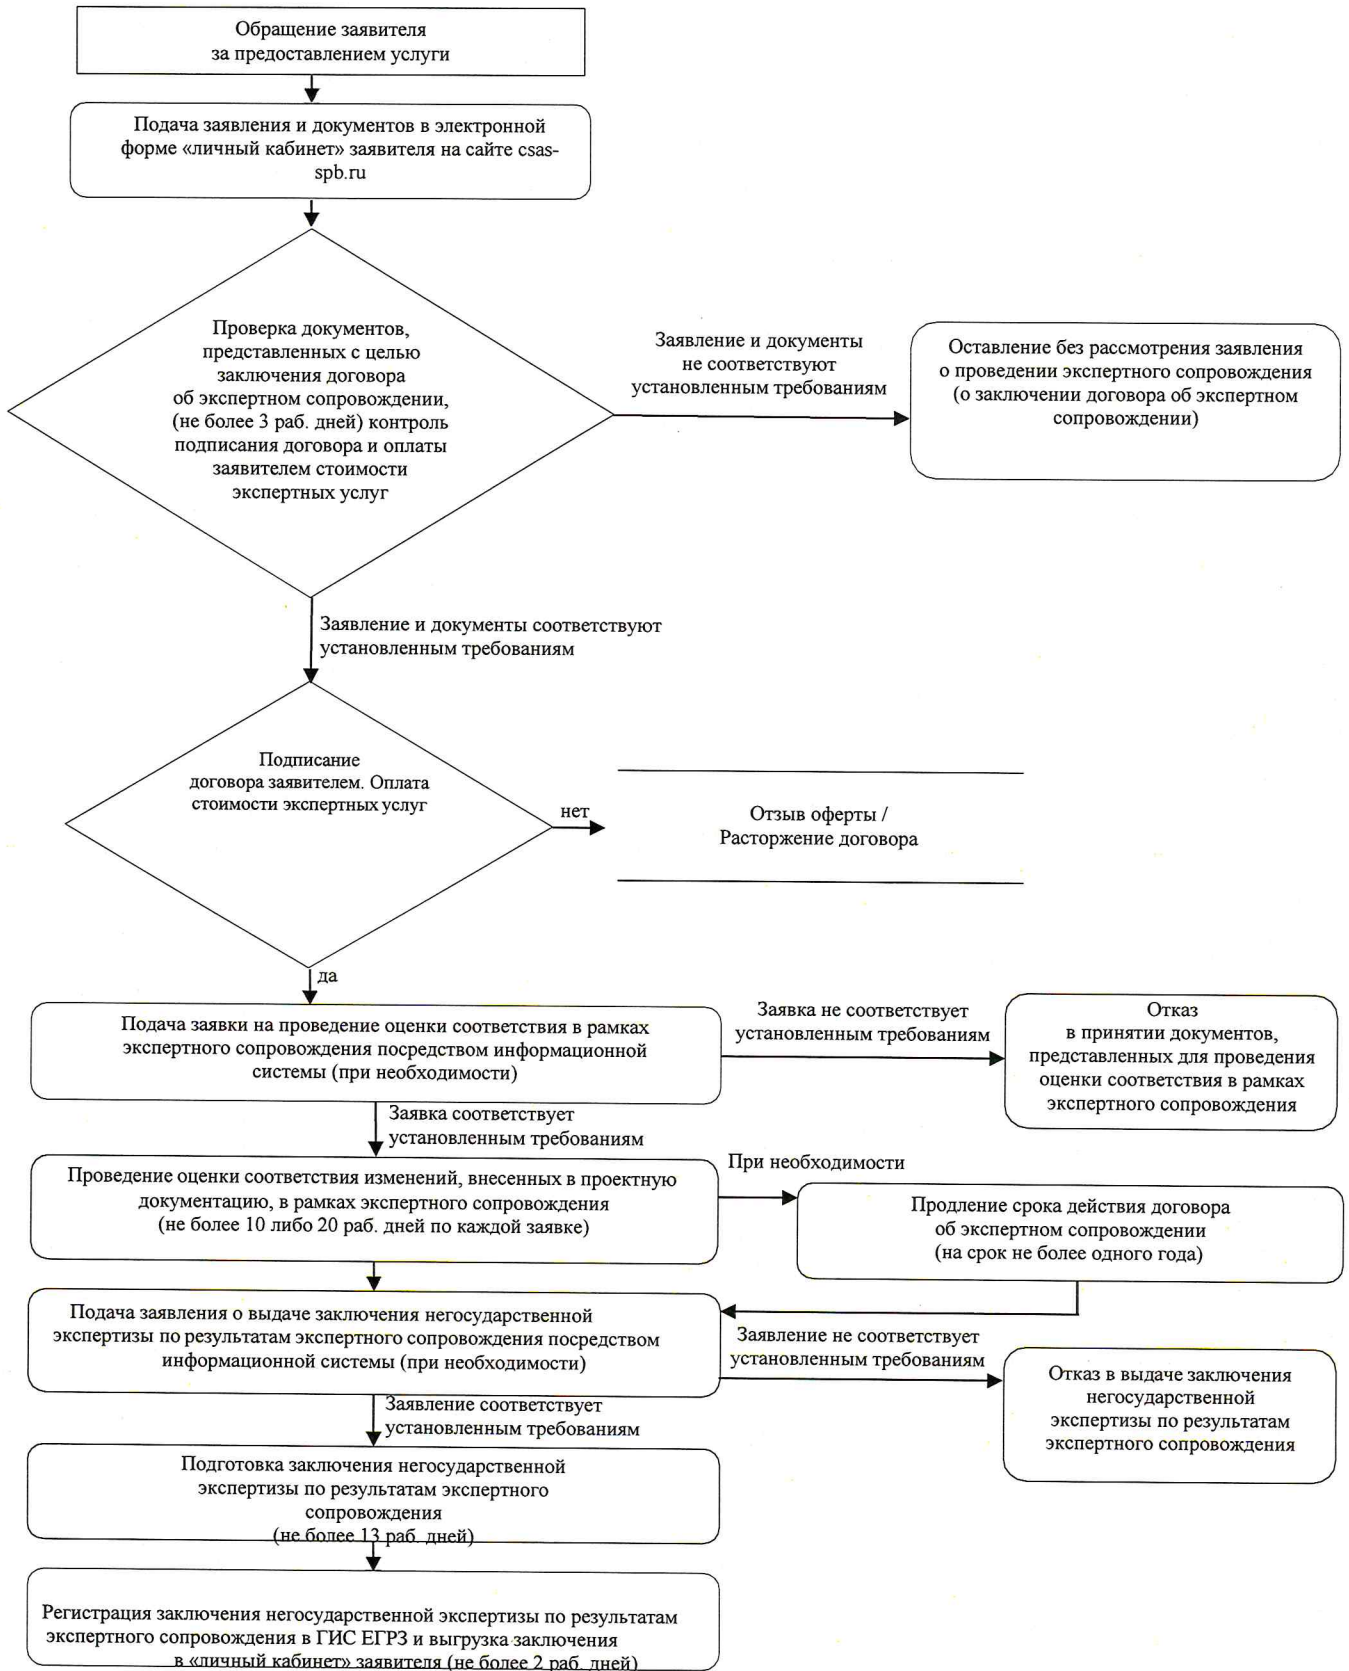 Обращение заявителя
за предоставлением услуги
Подача заявления и документов в электронной
форме «личный кабинет» заявителя на сайте csas-
spb.ru
Проверка документов,
представленных с целью
заключения договора
об экспертном сопровождении,
(не более 3 раб. дней) контроль
подписания договора и оплаты
заявителем стоимости
экспертных услуг
Заявление и документы
не соответствуют
установленным требованиям
Оставление без рассмотрения заявления
о проведении экспертного сопровождения
(о заключении договора об экспертном
сопровождении)
Заявление и документы соответствуют
установленным требованиям
Подписание
договора заявителем. Оплата
стоимости экспертных услуг
нет
Отзыв оферты /
Расторжение договора
да
Подача заявки на проведение оценки соответствия в рамках
экспертного сопровождения посредством информационной
системы (при необходимости)
Заявка не соответствует
установленным требованиям
Отказ
в принятии документов,
представленных для проведения
оценки соответствия в рамках
экспертного сопровождения
Заявка соответствует
установленным требованиям
Проведение оценки соответствия изменений, внесенных в проектную
документацию, в рамках экспертного сопровождения
(не более 10 либо 20 раб. дней по каждой заявке)
При необходимости
Продление срока действия договора
об экспертном сопровождении
(на срок не более одного года)
Подача заявления о выдаче заключения негосударственной
экспертизы по результатам экспертного сопровождения посредством
информационной системы (при необходимости)
Заявление не соответствует
установленным требованиям
Отказ в выдаче заключения
негосударственной
экспертизы по результатам
экспертного сопровождения
Заявление соответствует
установленным требованиям
Подготовка заключения негосударственной
экспертизы по результатам экспертного
сопровождения
(не более 13 раб. дней)
Регистрация заключения негосударственной экспертизы по результатам
экспертного сопровождения в ГИС ЕГРЗ и выгрузка заключения
в «личный кабинет» заявителя (не более 2 раб. дней)